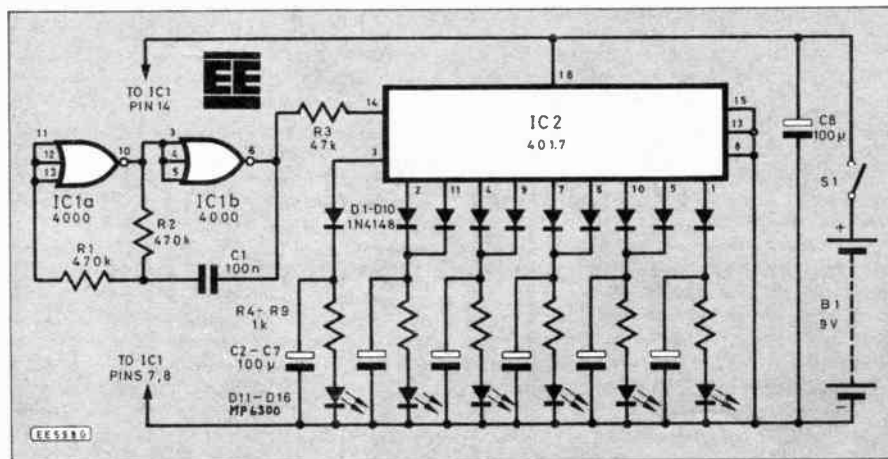 EE
TO IC1
PIN 14
11
12
13
10
3
4
5
6
IC1a
4000
IC1b
4000
R1
470k
R2
470k
C1
100n
R3
47k
14
3
16
IC2
4017
15
13
8
2
11
4
9
7
6
10
5
1
D1-D10
1N4148
R4-R9
1k
C2-C7
100µ
D11-D16
MP6300
C8
100µ
S1
+
B1
9V
-
TO IC1
PINS 7,8